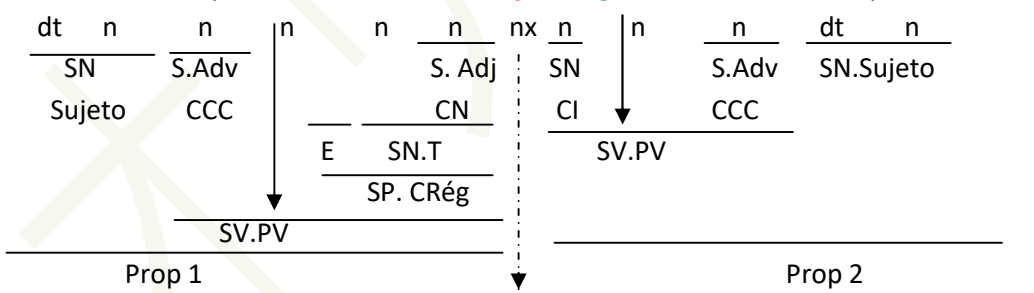 dt n n n n n nx n n n dt n
SN S.Adv S. Adj SN S.Adv SN.Sujeto
Sujeto CCC CN CI CCC
E SN.T SV.PV
SP. CRég
SV.PV
Prop 1 Prop 2